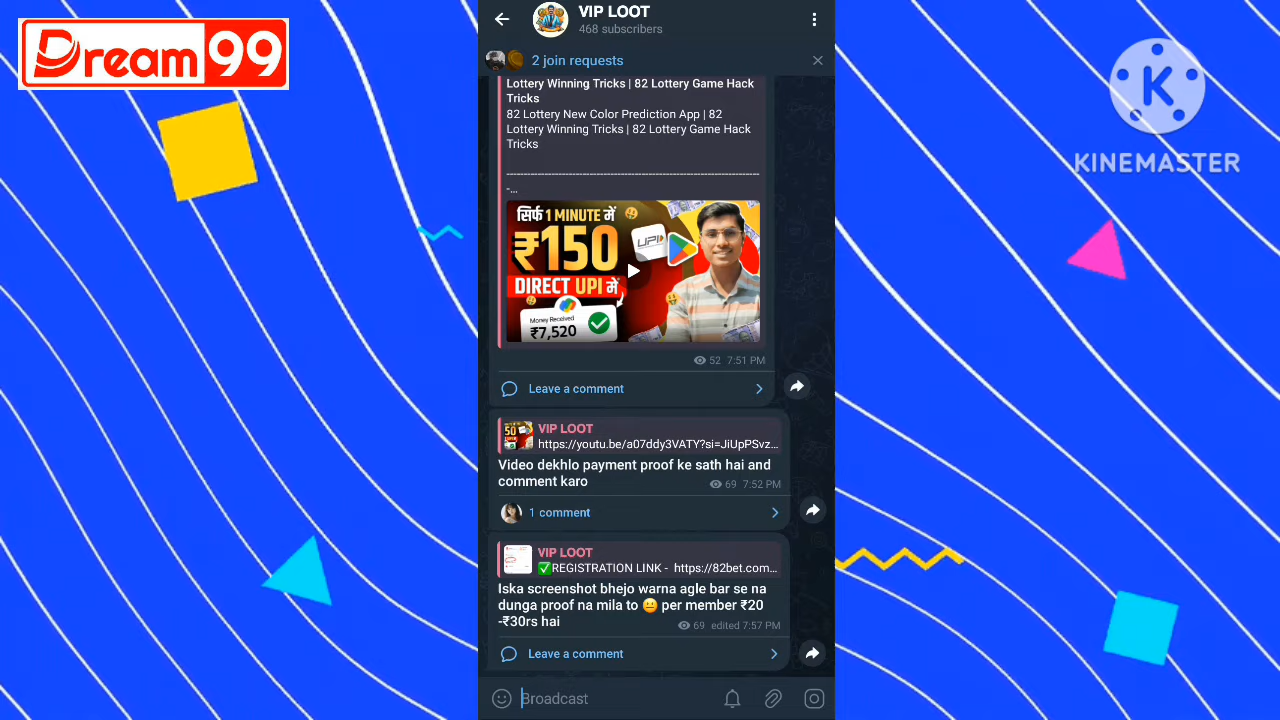 Dream99
VIP LOOT
468 subscribers
2 join requests
Lottery Winning Tricks | 82 Lottery Game Hack
Tricks
82 Lottery New Color Prediction App | 82
Lottery Winning Tricks | 82 Lottery Game Hack
Tricks
-...
सिर्फ 1 MINUTE में
₹150
UPI
DIRECT UPI में
Money Received
₹7,520
52 7:51 PM
Leave a comment
VIP LOOT
https://youtu.be/a07ddy3VATY?si=JiUpPSvz...
Video dekhlo payment proof ke sath hai and
comment karo
69 7:52 PM
1 comment
VIP LOOT
✅REGISTRATION LINK - https://82bet.com...
Iska screenshot bhejo warna agle bar se na
dunga proof na mila to 😐 per member ₹20
-₹30rs hai
69 edited 7:57 PM
Leave a comment
Broadcast
K
KINEMASTER